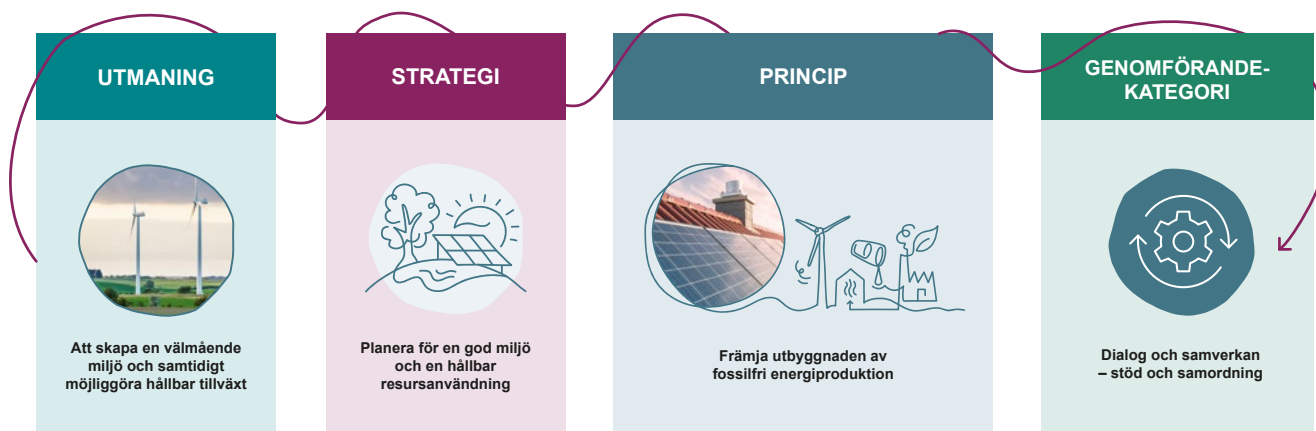 UTMANING
Att skapa en välmående
miljö och samtidigt
möjliggöra hållbar tillväxt
STRATEGI
Planera för en god miljö
och en hållbar
resursanvändning
PRINCIP
Främja utbyggnaden av
fossilfri energiproduktion
GENOMFÖRANDE-
KATEGORI
Dialog och samverkan
– stöd och samordning